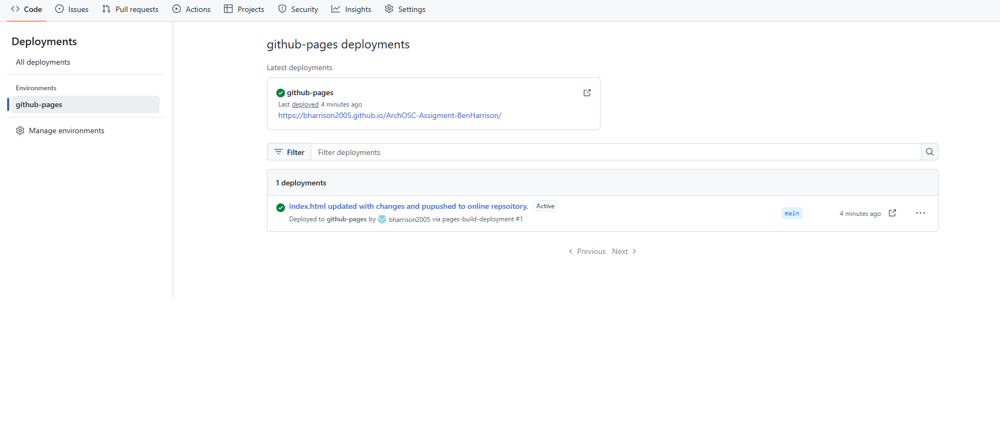 Code Issues Pull requests Actions Projects Security Insights Settings
Deployments
All deployments
Environments
github-pages
Manage environments
github-pages deployments
Latest deployments
github-pages
Last deployed 4 minutes ago
https://bharrison2005.github.io/ArchOSC-Assigment-BenHarrison/
Filter Filter deployments
1 deployments
index.html updated with changes and pupushed to online repsoitory. Active
Deployed to github-pages by bharrison2005 via pages-build-deployment #1
main 4 minutes ago
Previous Next